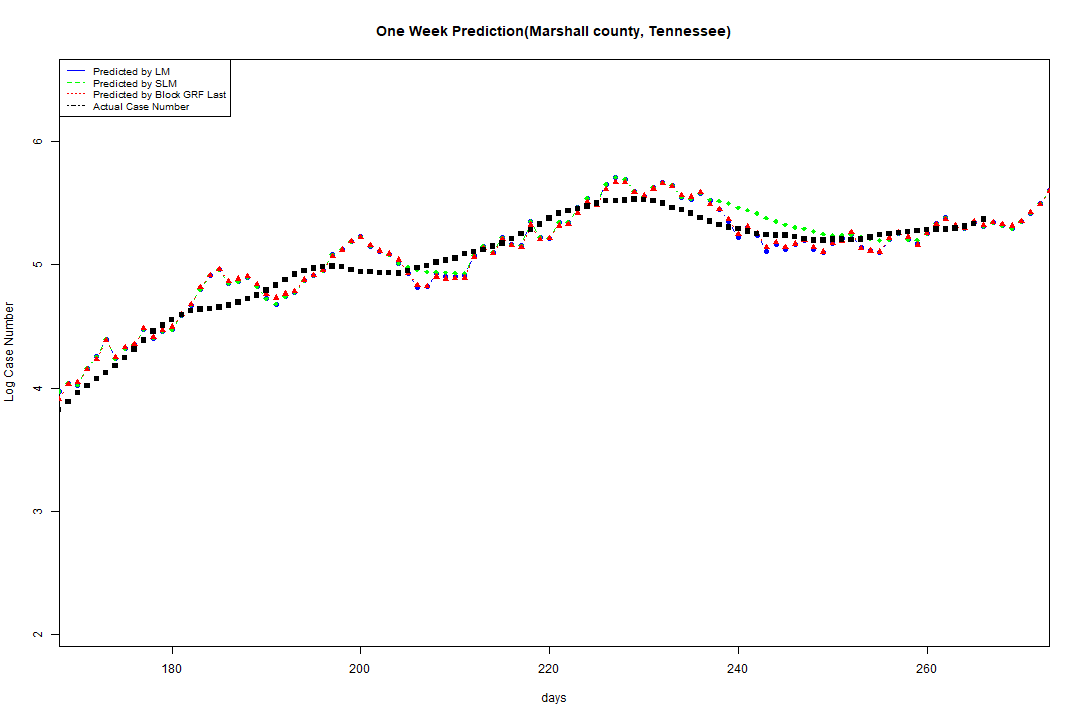 One Week Prediction(Marshall county, Tennessee)
Predicted by LM
Predicted by SLM
Predicted by Block GRF Last
Actual Case Number
6
5
4
3
2
Log Case Number
180 200 220 240 260
days